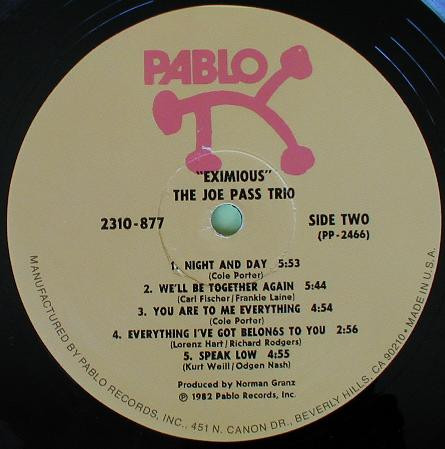 PABLO
"EXIMIOUS"
THE JOE PASS TRIO
2310-877
SIDE TWO
(PP-2466)
1. NIGHT AND DAY 5:53
(Cole Porter)
2. WE'LL BE TOGETHER AGAIN 5:44
(Carl Fischer/Frankie Laine)
3. YOU ARE TO ME EVERYTHING 4:54
(Cole Porter)
4. EVERYTHING I'VE GOT BELONGS TO YOU 2:56
(Lorenz Hart/Richard Rodgers)
5. SPEAK LOW 4:55
(Kurt Weill/Odgen Nash)
Produced by Norman Granz
℗ 1982 Pablo Records, Inc.
MANUFACTURED BY PABLO RECORDS, INC., 451 N. CANON DR., BEVERLY HILLS, CA 90210 • MADE IN U.S.A.